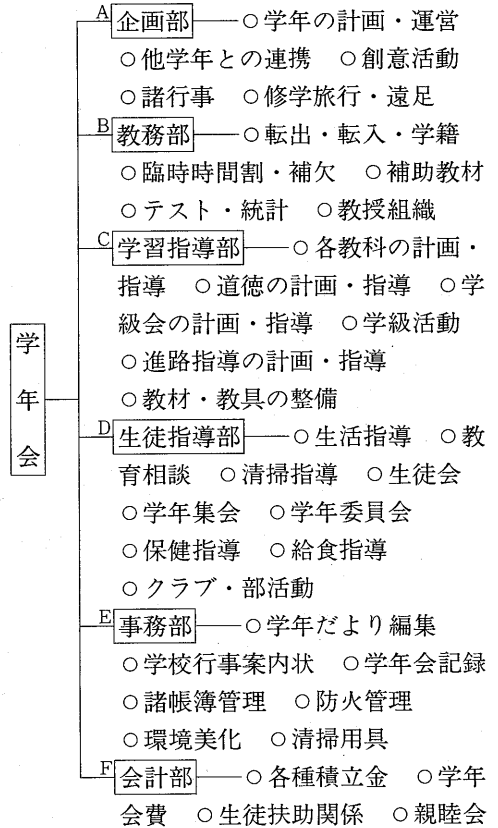 学年会
A 企画部 ○学年の計画・運営
○他学年との連携 ○創意活動
○諸行事 ○修学旅行・遠足
B 教務部 ○転出・転入・学籍
○臨時時間割・補欠 ○補助教材
○テスト・統計 ○教授組織
C 学習指導部 ○各教科の計画・
指導 ○道徳の計画・指導 ○学
級会の計画・指導 ○学級活動
○進路指導の計画・指導
○教材・教具の整備
D 生徒指導部 ○生活指導 ○教
育相談 ○清掃指導 ○生徒会
○学年集会 ○学年委員会
○保健指導 ○給食指導
○クラブ・部活動
E 事務部 ○学年だより編集
○学校行事案内状 ○学年会記録
○諸帳簿管理 ○防火管理
○環境美化 ○清掃用具
F 会計部 ○各種積立金 ○学年
会費 ○生徒扶助関係 ○親睦会